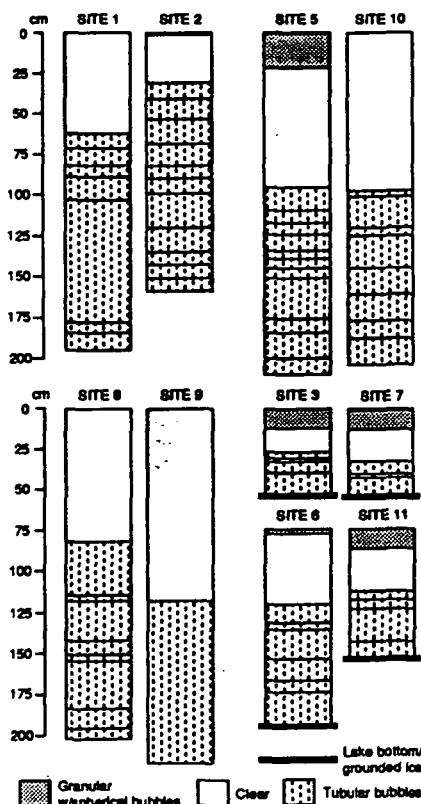 cm SITE 1 SITE 2 SITE 5 SITE 10
0
25
50
75
100
125
150
175
200
cm SITE 8 SITE 9 SITE 3 SITE 7
0
25
50
75
100
125
150
175
200
SITE 6 SITE 11
Lake bottom/
grounded ice
Granular
w/spherical bubbles
Clear
Tubular bubbles